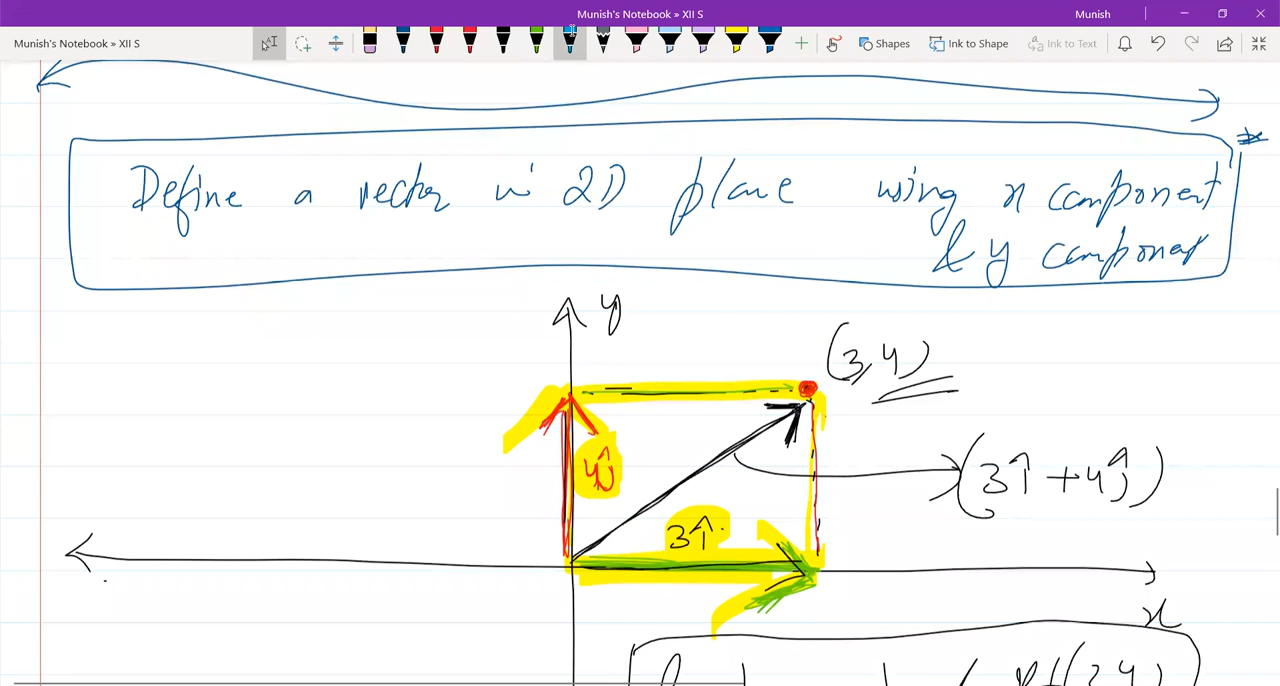 Munish's Notebook » XII S
Munish
Munish's Notebook » XII S
Shapes
Ink to Shape
Ink to Text
Define a vector in 2D plane using x component
& y component
y
(3,4)
4ĵ
(3î + 4ĵ)
3î
x